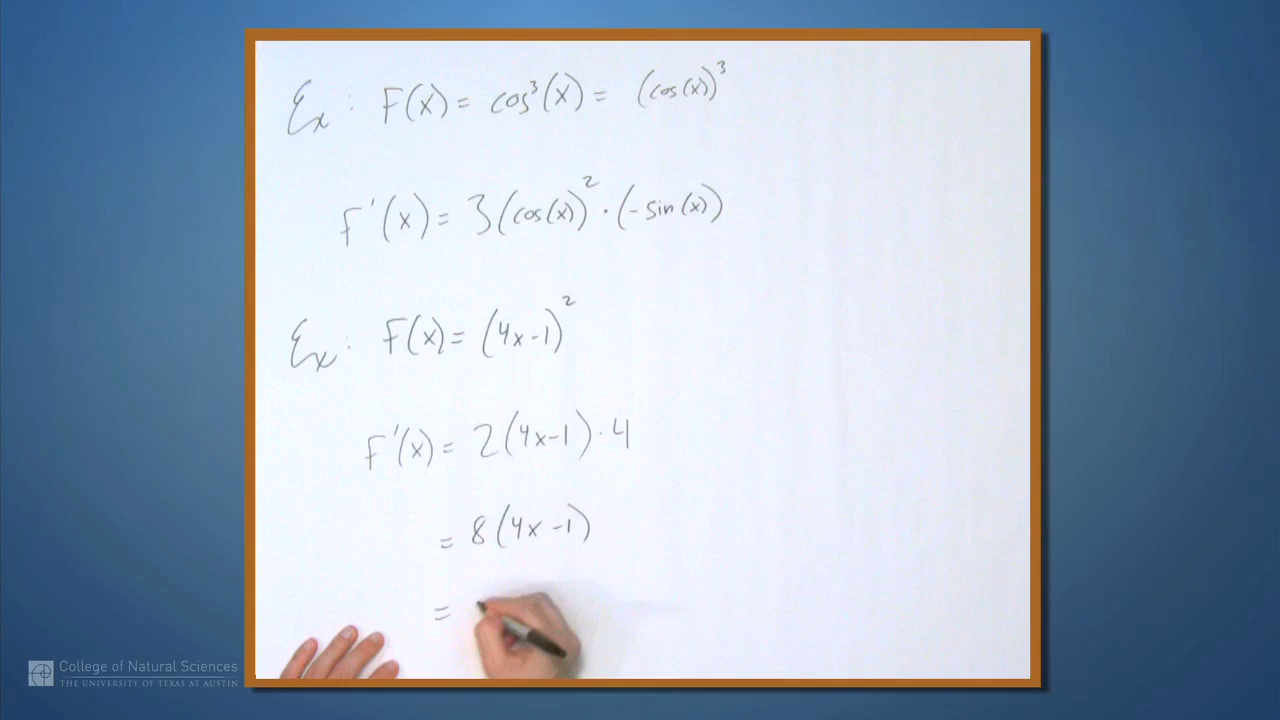 Ex : F(x) = cos³(x) = (cos(x))³
F'(x) = 3(cos(x))² · (-sin(x))
Ex : F(x) = (4x-1)²
F'(x) = 2(4x-1) · 4
= 8(4x-1)
=
College of Natural Sciences
THE UNIVERSITY OF TEXAS AT AUSTIN